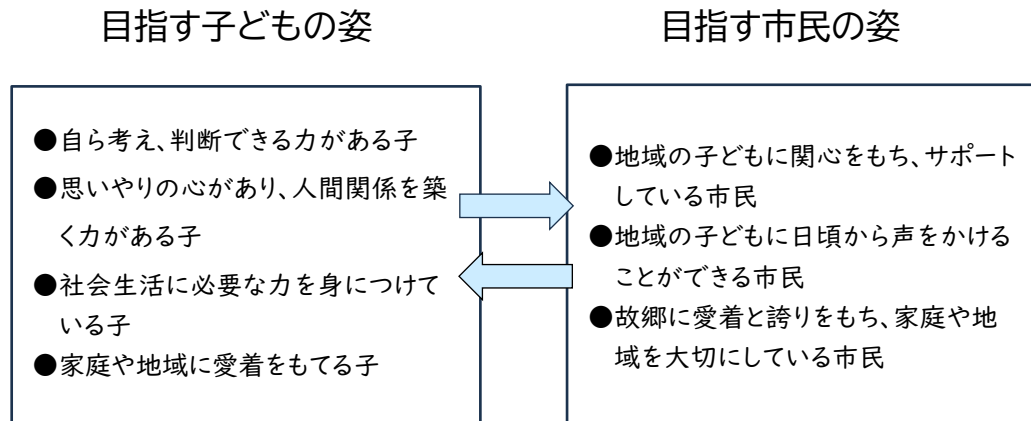 目指す子どもの姿
●自ら考え、判断できる力がある子
●思いやりの心があり、人間関係を築
く力がある子
●社会生活に必要な力を身につけて
いる子
●家庭や地域に愛着をもてる子
目指す市民の姿
●地域の子どもに関心をもち、サポート
している市民
●地域の子どもに日頃から声をかける
ことができる市民
●故郷に愛着と誇りをもち、家庭や地
域を大切にしている市民